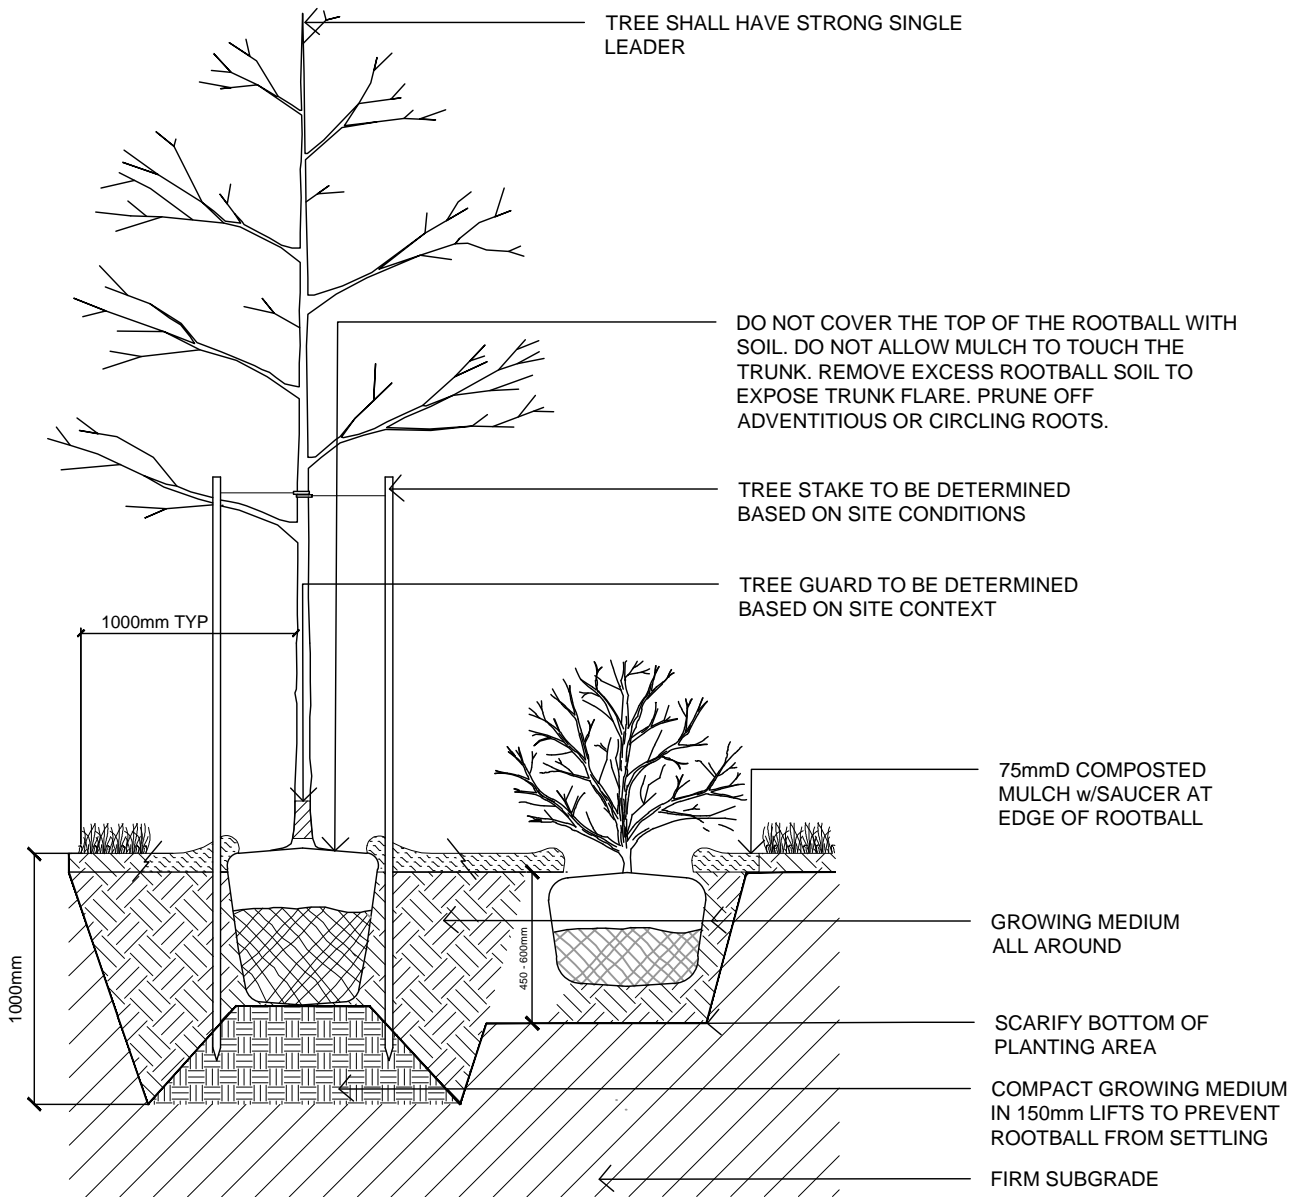 TREE SHALL HAVE STRONG SINGLE
LEADER
DO NOT COVER THE TOP OF THE ROOTBALL WITH
SOIL. DO NOT ALLOW MULCH TO TOUCH THE
TRUNK. REMOVE EXCESS ROOTBALL SOIL TO
EXPOSE TRUNK FLARE. PRUNE OFF
ADVENTITIOUS OR CIRCLING ROOTS.
TREE STAKE TO BE DETERMINED
BASED ON SITE CONDITIONS
TREE GUARD TO BE DETERMINED
BASED ON SITE CONTEXT
1000mm TYP
75mmD COMPOSTED
MULCH w/SAUCER AT
EDGE OF ROOTBALL
GROWING MEDIUM
ALL AROUND
450 - 600mm
1000mm
SCARIFY BOTTOM OF
PLANTING AREA
COMPACT GROWING MEDIUM
IN 150mm LIFTS TO PREVENT
ROOTBALL FROM SETTLING
FIRM SUBGRADE